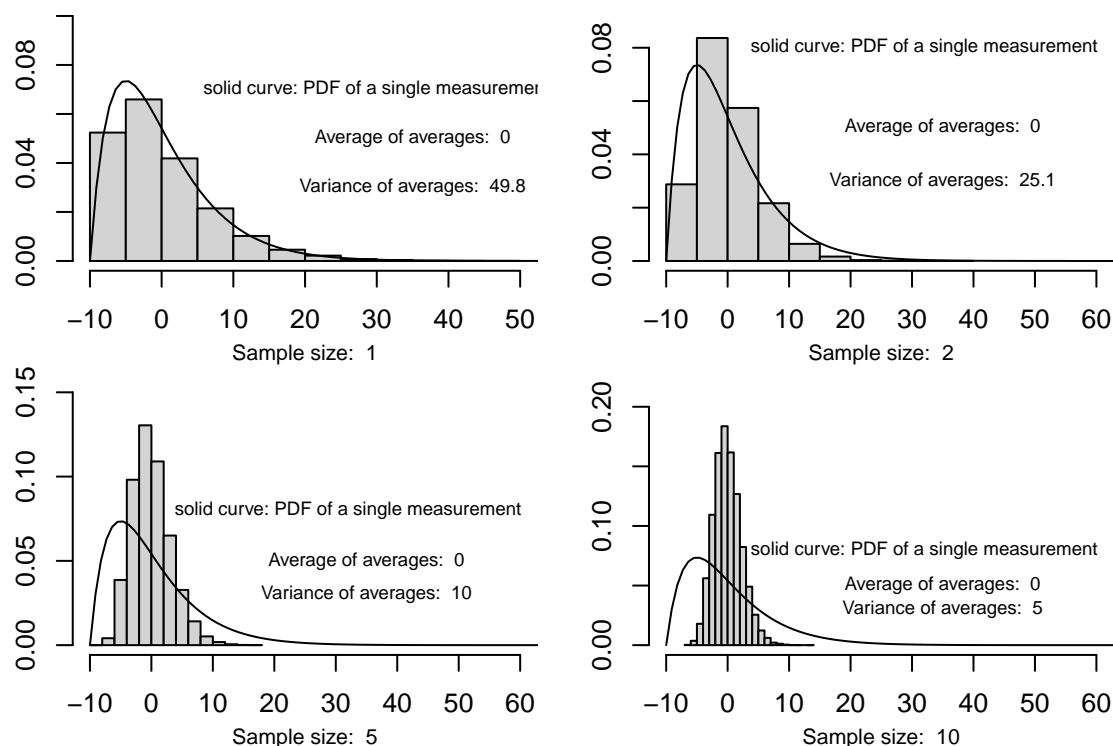 0.00 0.04 0.08
solid curve: PDF of a single measuremen
Average of averages: 0
Variance of averages: 49.8
−10 0 10 20 30 40 50
Sample size: 1
0.00 0.04 0.08
solid curve: PDF of a single measurement
Average of averages: 0
Variance of averages: 25.1
−10 0 10 20 30 40 50 60
Sample size: 2
0.00 0.05 0.10 0.15
solid curve: PDF of a single measurement
Average of averages: 0
Variance of averages: 10
−10 0 10 20 30 40 50 60
Sample size: 5
0.00 0.10 0.20
solid curve: PDF of a single measurement
Average of averages: 0
Variance of averages: 5
−10 0 10 20 30 40 50 60
Sample size: 10